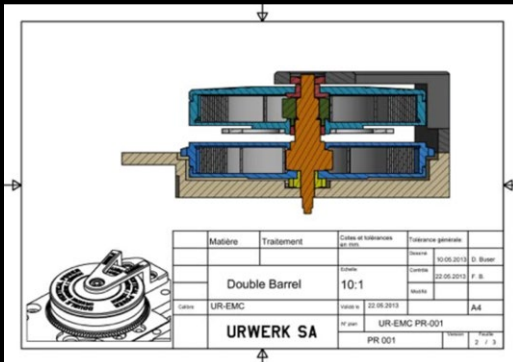 Matière Traitement Cotes et tolérances en mm. Tolérance générale
Dessiné 10.05.2013 D. Buser
Double Barrel Echelle 10:1 Contrôlé 22.05.2013 F. B.
Modifié
Calibre UR-EMC Validé le 22.05.2013 A4
URWERK SA N° plan UR-EMC PR-001
PR 001 Version Feuille 2 / 3